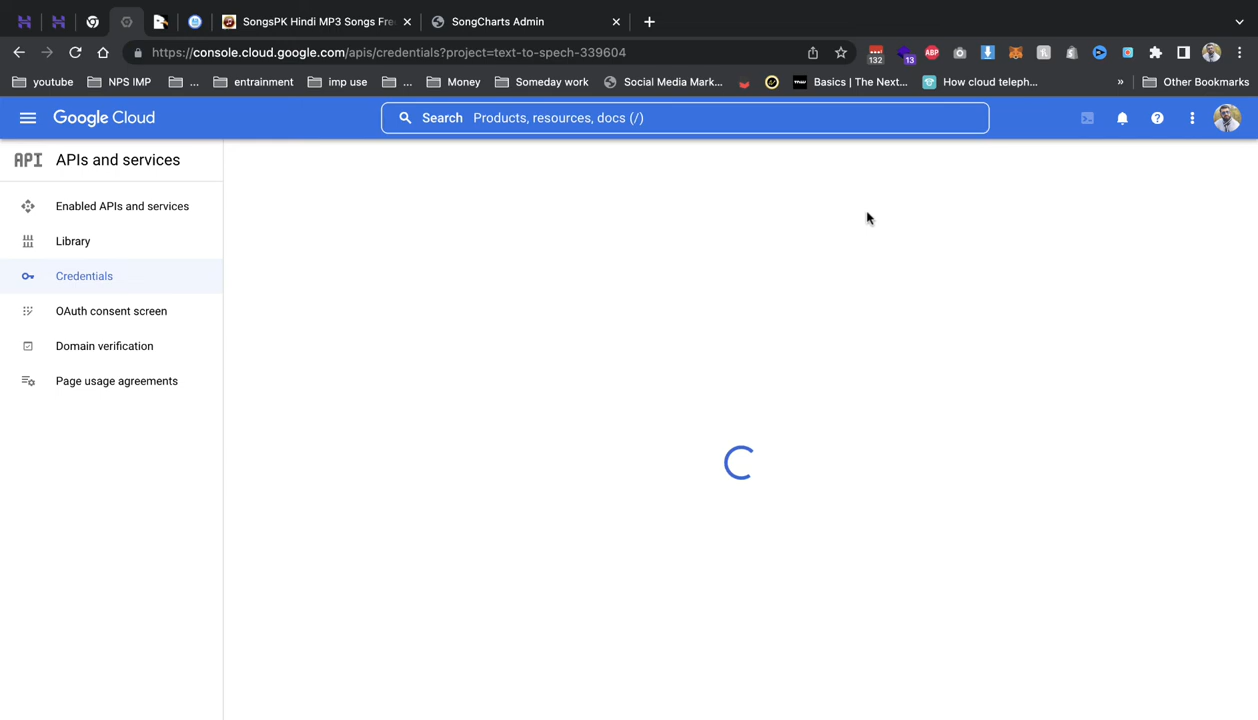 SongsPK Hindi MP3 Songs Fre
SongCharts Admin
https://console.cloud.google.com/apis/credentials?project=text-to-spech-339604
132
13
ABP
youtube
NPS IMP
...
entrainment
imp use
...
Money
Someday work
Social Media Mark...
Basics | The Next...
How cloud teleph...
»
Other Bookmarks
Google Cloud
Search Products, resources, docs (/)
API APIs and services
Enabled APIs and services
Library
Credentials
OAuth consent screen
Domain verification
Page usage agreements